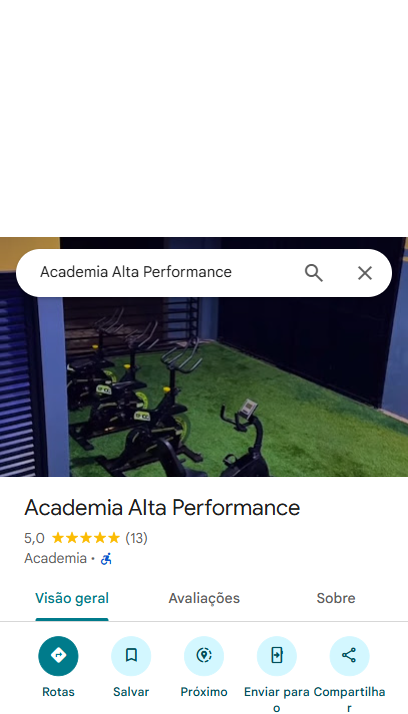 Academia Alta Performance
Academia Alta Performance
5,0 ★★★★★ (13)
Academia ·
Visão geral Avaliações Sobre
Rotas Salvar Próximo Enviar para o Compartilhar